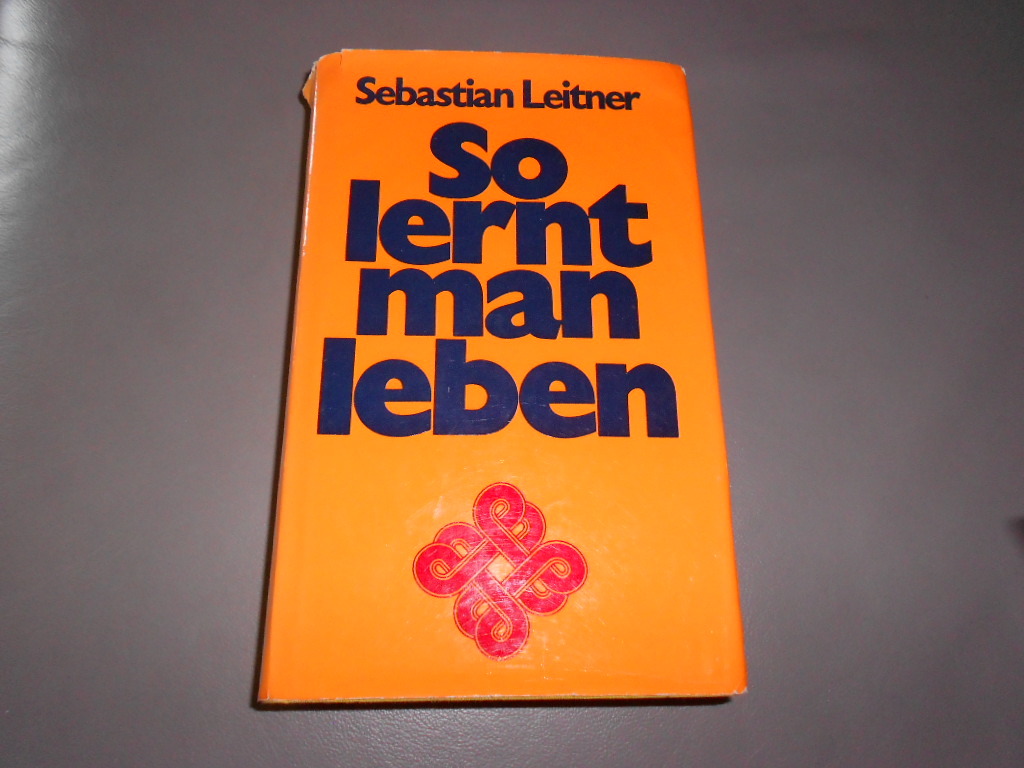 Sebastian Leitner
So
lernt
man
leben